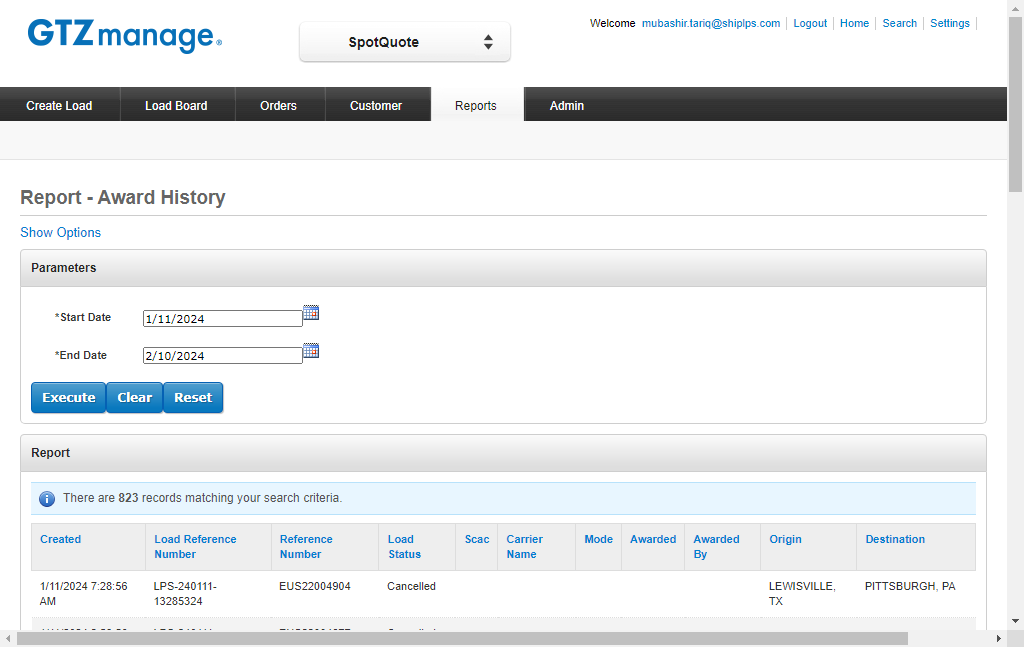 GTZmanage®
SpotQuote
Welcome mubashir.tariq@shiplps.com Logout Home Search Settings
Create Load Load Board Orders Customer Reports Admin
Report - Award History
Show Options
Parameters
*Start Date 1/11/2024
*End Date 2/10/2024
Execute Clear Reset
Report
There are 823 records matching your search criteria.
Created Load Reference Reference Load Scac Carrier Mode Awarded Awarded Origin Destination
Number Number Status Name By
1/11/2024 7:28:56 LPS-240111- EUS22004904 Cancelled LEWISVILLE, PITTSBURGH, PA
AM 13285324 TX